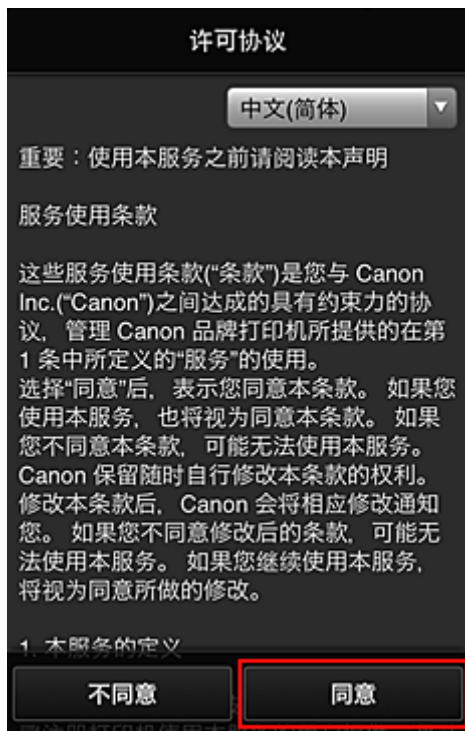 许可协议
中文(简体)
重要：使用本服务之前请阅读本声明
服务使用条款
这些服务使用条款(“条款”)是您与 Canon
Inc.(“Canon”)之间达成的具有约束力的协
议，管理 Canon 品牌打印机所提供的在第
1 条中所定义的“服务”的使用。
选择“同意”后，表示您同意本条款。 如果您
使用本服务，也将视为同意本条款。 如果
您不同意本条款，可能无法使用本服务。
Canon 保留随时自行修改本条款的权利。
修改本条款后，Canon 会将相应修改通知
您。 如果您不同意修改后的条款，可能无
法使用本服务。 如果您继续使用本服务，
将视为同意所做的修改。
1. 本服务的定义
不同意
同意